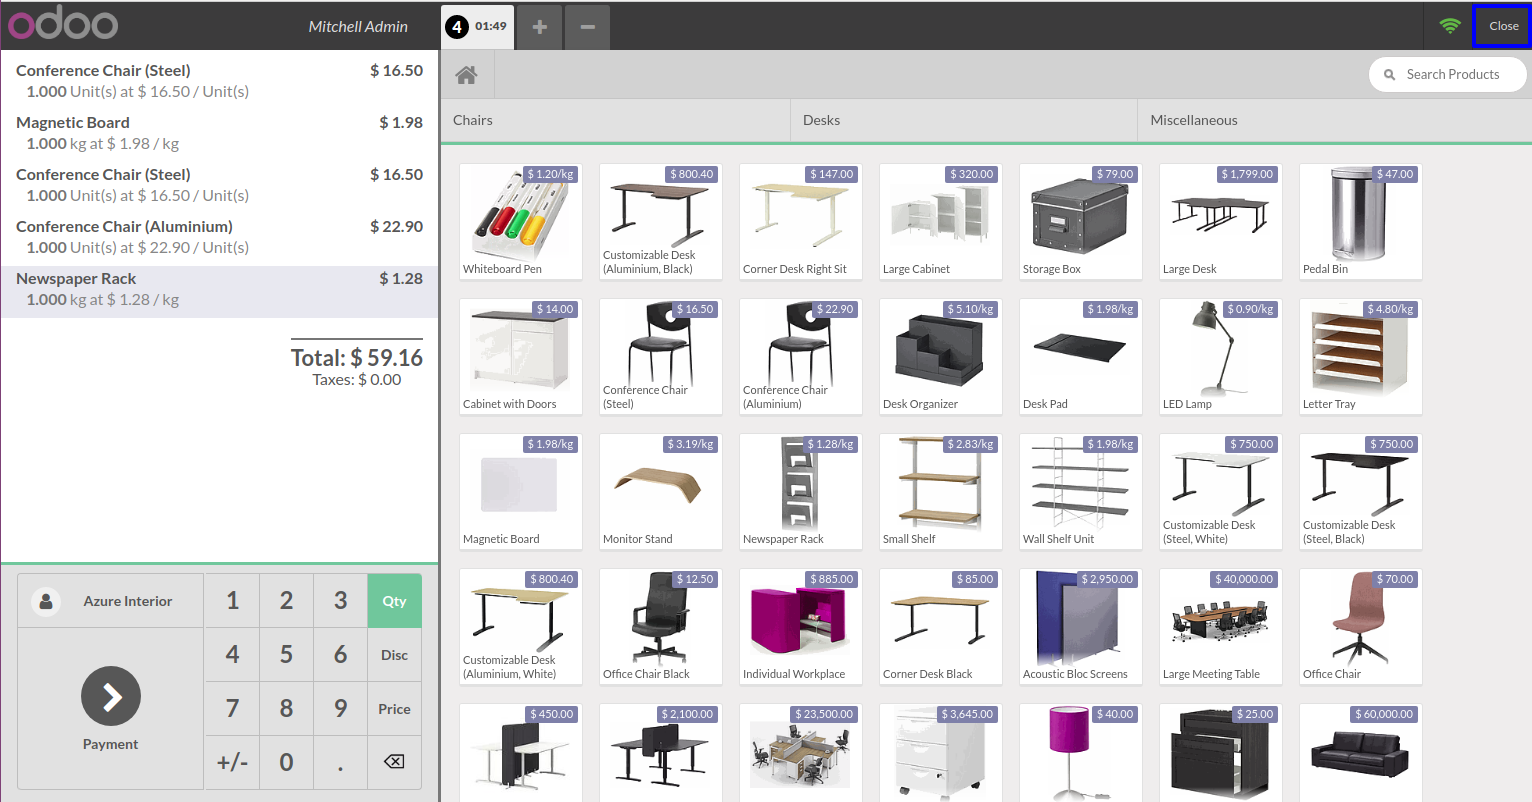 odoo
Mitchell Admin
4 01:49
Close
Conference Chair (Steel) $ 16.50
1.000 Unit(s) at $ 16.50 / Unit(s)
Magnetic Board $ 1.98
1.000 kg at $ 1.98 / kg
Conference Chair (Steel) $ 16.50
1.000 Unit(s) at $ 16.50 / Unit(s)
Conference Chair (Aluminium) $ 22.90
1.000 Unit(s) at $ 22.90 / Unit(s)
Newspaper Rack $ 1.28
1.000 kg at $ 1.28 / kg
Total: $ 59.16
Taxes: $ 0.00
Azure Interior
Payment
1 2 3 Qty
4 5 6 Disc
7 8 9 Price
+/- 0 .
Search Products
Chairs Desks Miscellaneous
$ 1.20/kg
Whiteboard Pen
$ 800.40
Customizable Desk
(Aluminium, Black)
$ 147.00
Corner Desk Right Sit
$ 320.00
Large Cabinet
$ 79.00
Storage Box
$ 1,799.00
Large Desk
$ 47.00
Pedal Bin
$ 14.00
Cabinet with Doors
$ 16.50
Conference Chair
(Steel)
$ 22.90
Conference Chair
(Aluminium)
$ 5.10/kg
Desk Organizer
$ 1.98/kg
Desk Pad
$ 0.90/kg
LED Lamp
$ 4.80/kg
Letter Tray
$ 1.98/kg
Magnetic Board
$ 3.19/kg
Monitor Stand
$ 1.28/kg
Newspaper Rack
$ 2.83/kg
Small Shelf
$ 1.98/kg
Wall Shelf Unit
$ 750.00
Customizable Desk
(Steel, White)
$ 750.00
Customizable Desk
(Steel, Black)
$ 800.40
Customizable Desk
(Aluminium, White)
$ 12.50
Office Chair Black
$ 885.00
Individual Workplace
$ 85.00
Corner Desk Black
$ 2,950.00
Acoustic Bloc Screens
$ 40,000.00
Large Meeting Table
$ 70.00
Office Chair
$ 450.00
$ 2,100.00
$ 23,500.00
$ 3,645.00
$ 40.00
$ 25.00
$ 60,000.00